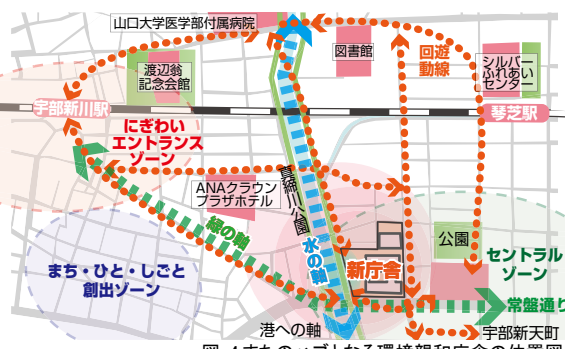 山口大学医学部付属病院
図書館
回遊
動線
シルバー
ふれあい
センター
渡辺翁
記念会館
宇部新川駅
琴芝駅
にぎわい
エントランス
ゾーン
真締川公園
ANAクラウン
プラザホテル
緑の軸
水の軸
新庁舎
公園
セントラル
ゾーン
まち・ひと・しごと
創出ゾーン
常盤通り
港への軸
宇部新天町